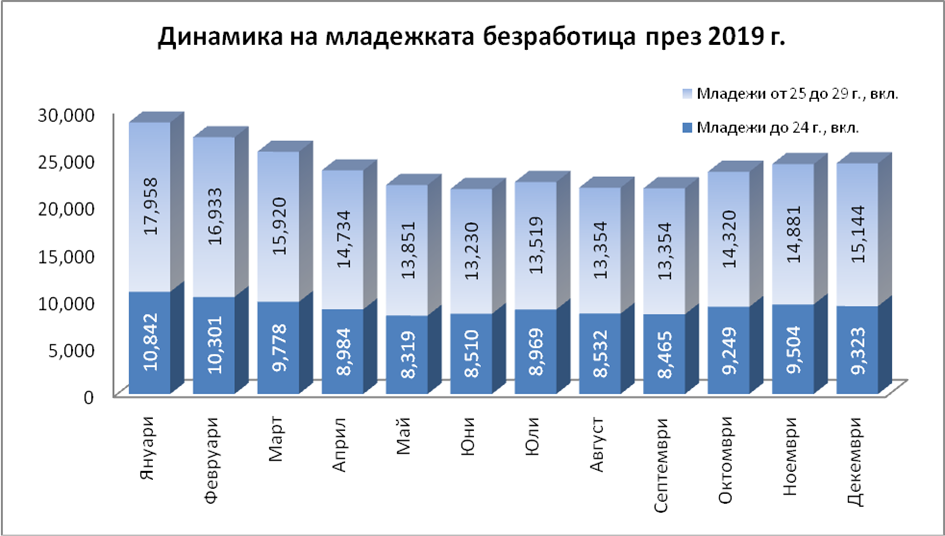 Динамика на младежката безработица през 2019 г.
Младежи от 25 до 29 г., вкл.
Младежи до 24 г., вкл.
30,000
25,000
20,000
15,000
10,000
5,000
0
17,958
16,933
15,920
14,734
13,851
13,230
13,519
13,354
13,354
14,320
14,881
15,144
10,842
10,301
9,778
8,984
8,319
8,510
8,969
8,532
8,465
9,249
9,504
9,323
Януари
Февруари
Март
Април
Май
Юни
Юли
Август
Септември
Октомври
Ноември
Декември